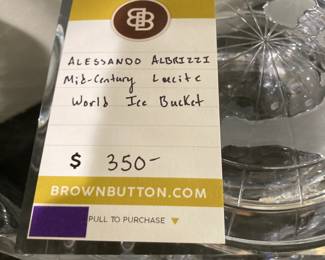 BB
ALESSANDO ALBRIZZI
Mid-Century Lucite
World Ice Bucket
$ 350-
BROWNBUTTON.COM
PULL TO PURCHASE